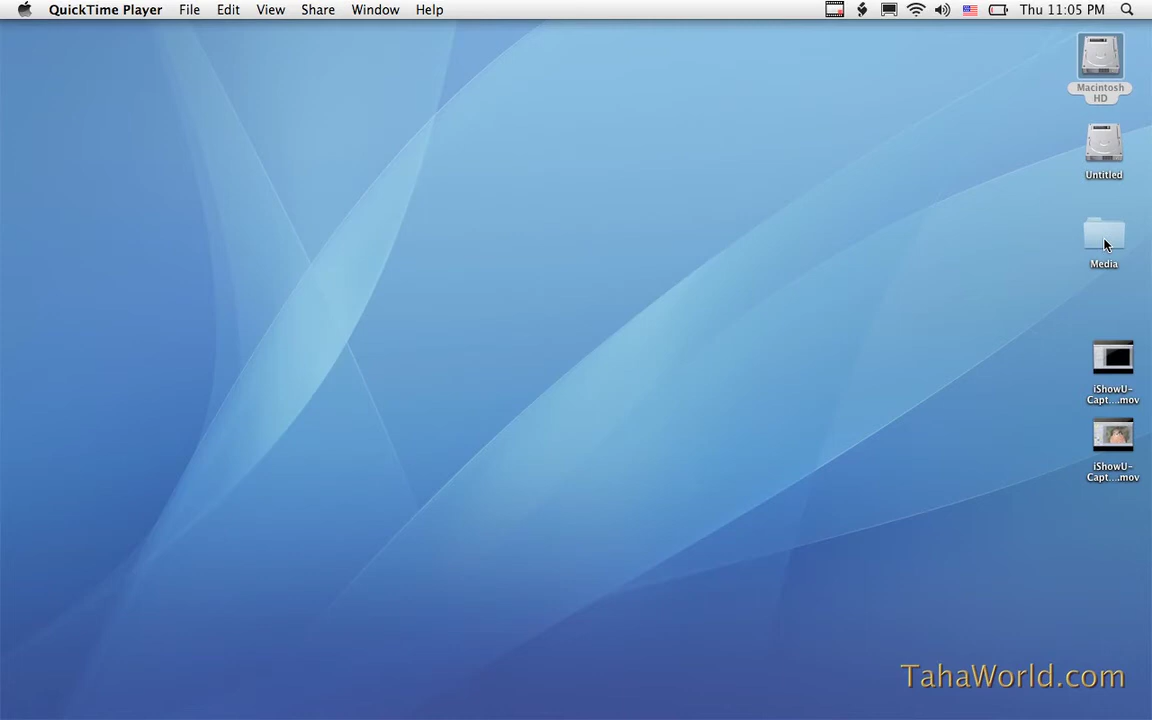 QuickTime Player File Edit View Share Window Help Thu 11:05 PM
Macintosh
HD
Untitled
Media
iShowU-
Capt....mov
iShowU-
Capt....mov
TahaWorld.com